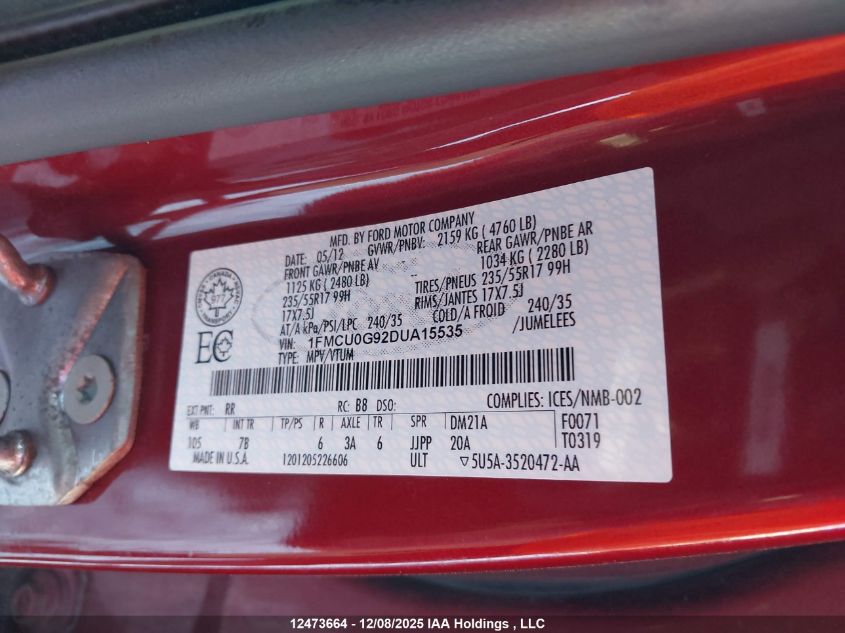 MFD. BY FORD MOTOR COMPANY
DATE: 05/12 GVWR/PNBV: 2159 KG ( 4760 LB)
FRONT GAWR/PNBE AV REAR GAWR/PNBE AR
1125 KG ( 2480 LB) 1034 KG ( 2280 LB)
235/55R17 99H TIRES/PNEUS 235/55R17 99H
17X7.5J RIMS/JANTES 17X7.5J
AT/A kPa/PSI/LPC 240/35 COLD/A FROID 240/35
VIN: 1FMCU0G92DUA15535 /JUMELEES
TYPE: MPV/VTUM
977
EC
EXT PNT: RR RC: B8 DSO: COMPLIES: ICES/NMB-002
WB INT TR TP/PS R AXLE TR SPR DM21A F0071
105 7B 6 3A 6 JJPP 20A T0319
MADE IN U.S.A. 1201205226606 ULT ▽5U5A-3520472-AA
12473664 - 12/08/2025 IAA Holdings , LLC